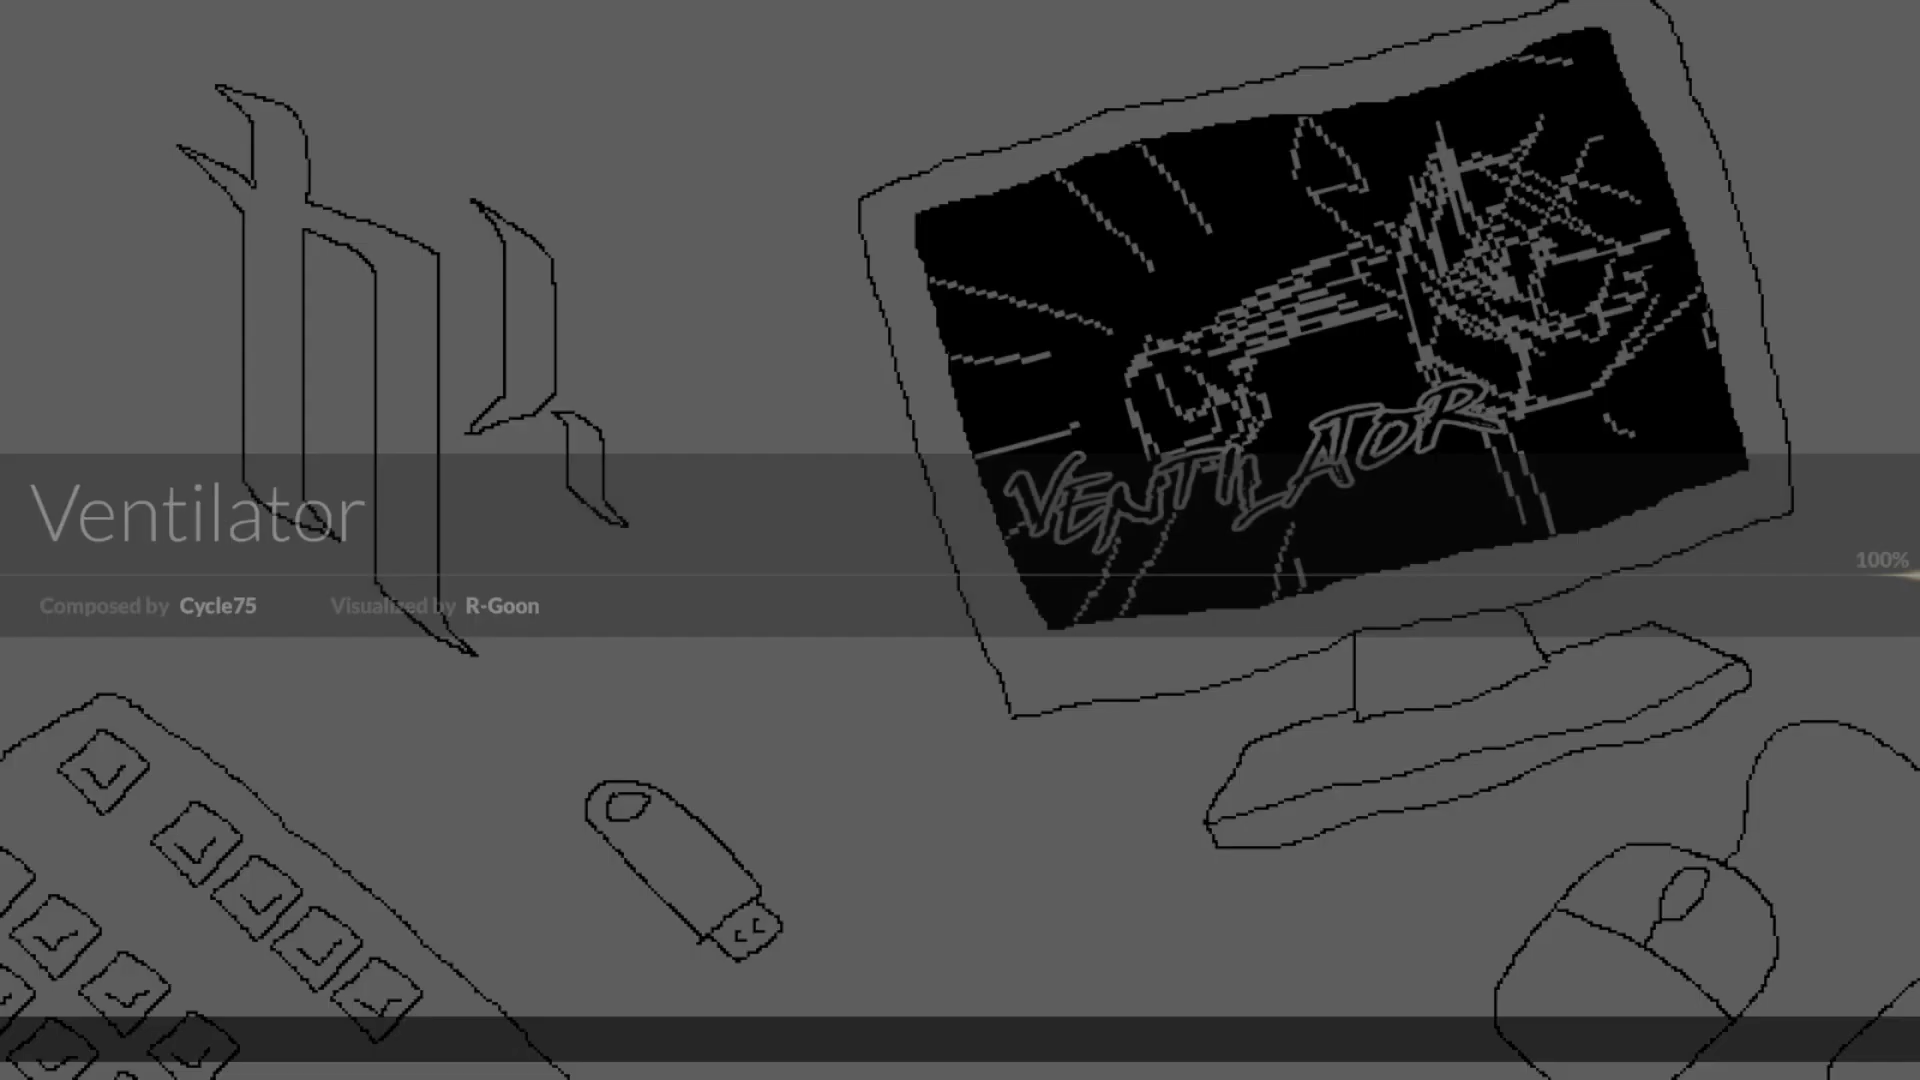 VENTILATOR
Ventilator
100%
Composed by Cycle75 Visualized by R-Goon